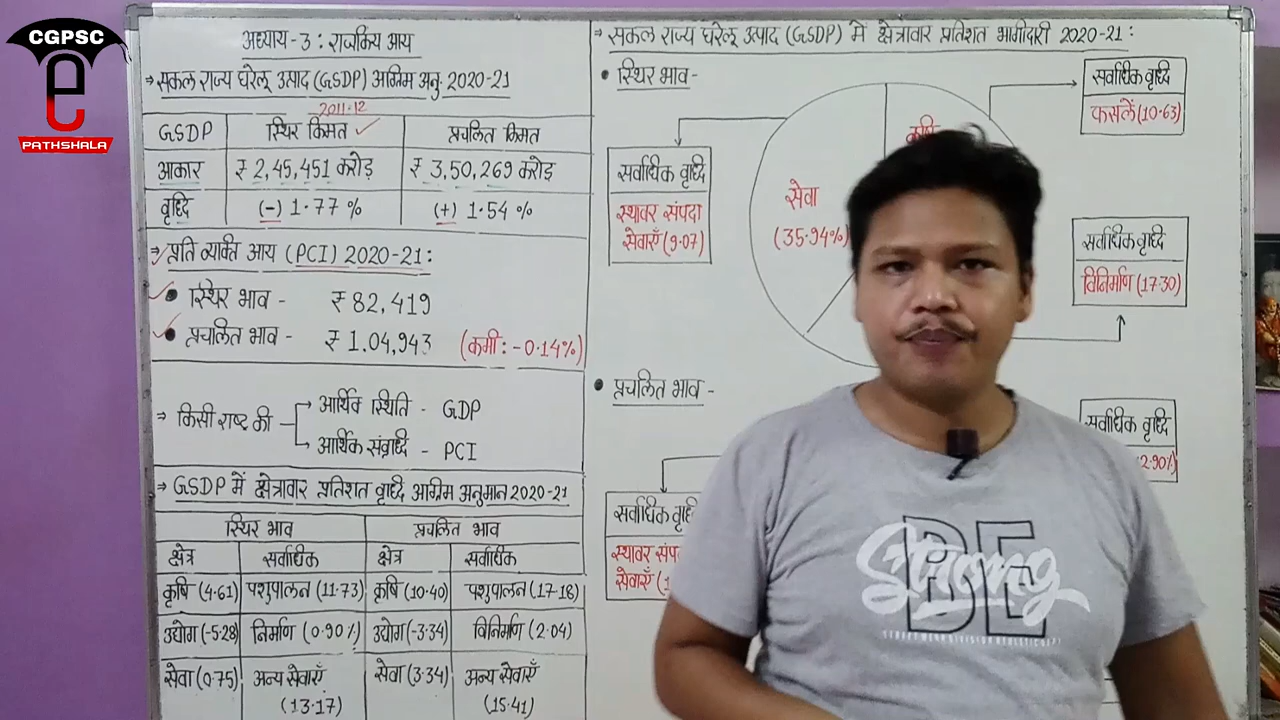 CGPSC
e
PATHSHALA
अध्याय-3 : राजकिय आय
→ सकल राज्य घरेलू उत्पाद (GSDP) अग्रिम अनु. 2020-21
2011-12
GSDP स्थिर किमत ✓ प्रचलित किमत
आकार ₹ 2,45,451 करोड़ ₹ 3,50,269 करोड़
वृध्दि (-) 1.77 % (+) 1.54 %
→ प्रति व्यक्ति आय (PCI) 2020-21 :
• स्थिर भाव - ₹ 82,419
• प्रचलित भाव - ₹ 1,04,943 (कमी : -0.14%)
→ किसी राष्ट की
→ आर्थिक स्थिति - GDP
→ आर्थिक संवृध्दि - PCI
→ GSDP में क्षेत्रावार प्रतिशत वृध्दि अग्रिम अनुमान 2020-21
स्थिर भाव प्रचलित भाव
क्षेत्र सर्वाधिक क्षेत्र सर्वाधिक
कृषि (4.61) पशुपालन (11.73) कृषि (10.40) पशुपालन (17.18)
उद्योग (-5.28) निर्माण (0.90%) उद्योग (-3.34) विनिर्माण (2.04)
सेवा (0.75) अन्य सेवाएँ (13.17) सेवा (3.34) अन्य सेवाएँ (15.41)
→ सकल राज्य घरेलू उत्पाद (GSDP) में क्षेत्रावार प्रतिशत भागीदारी 2020-21 :
• स्थिर भाव -
सर्वाधिक वृध्दि
फसलें (10.63)
कृषि
सर्वाधिक वृध्दि
स्थावर संपदा
सेवाएँ (9.07)
सेवा
(35.94%)
सर्वाधिक वृध्दि
विनिर्माण (17.30)
• प्रचलित भाव -
सर्वाधिक वृध्दि
2.90%)
सर्वाधिक वृध्दि
स्थावर
सेवाएँ
BE
Strong